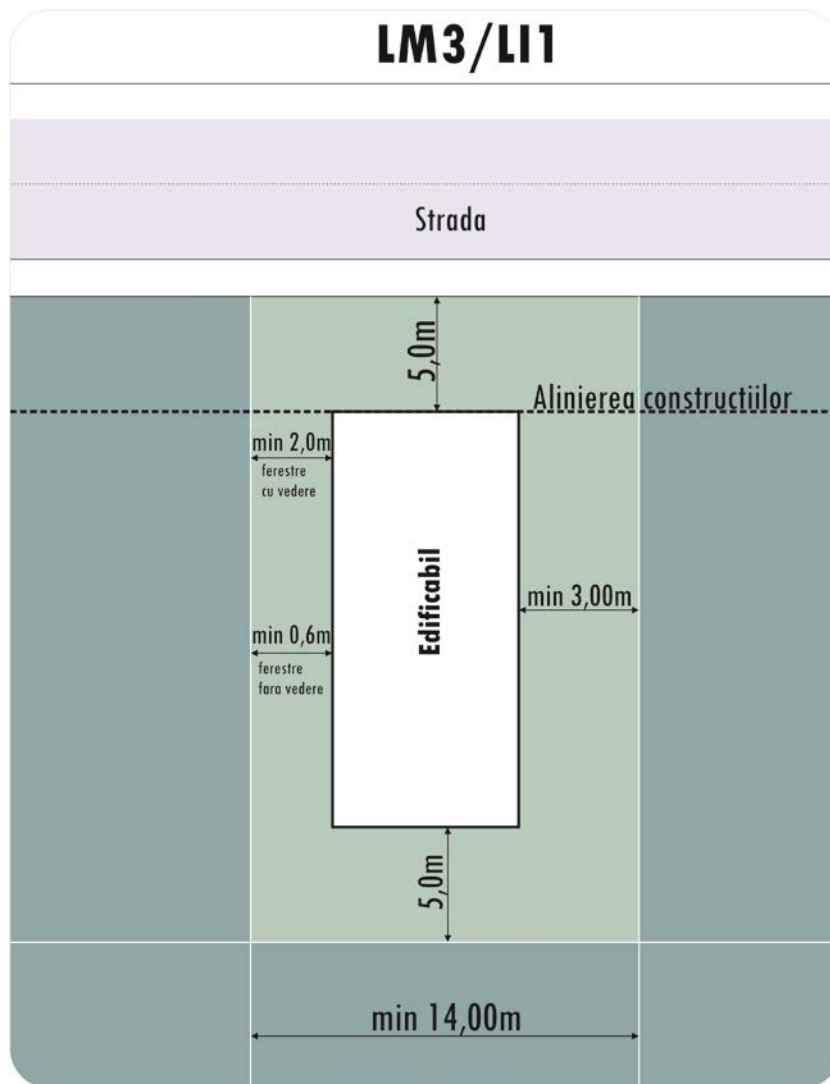 LM3/LI1
Strada
5,0m
Alinierea constructiilor
min 2,0m
ferestre
cu vedere
Edificabil
min 3,00m
min 0,6m
ferestre
fara vedere
5,0m
min 14,00m